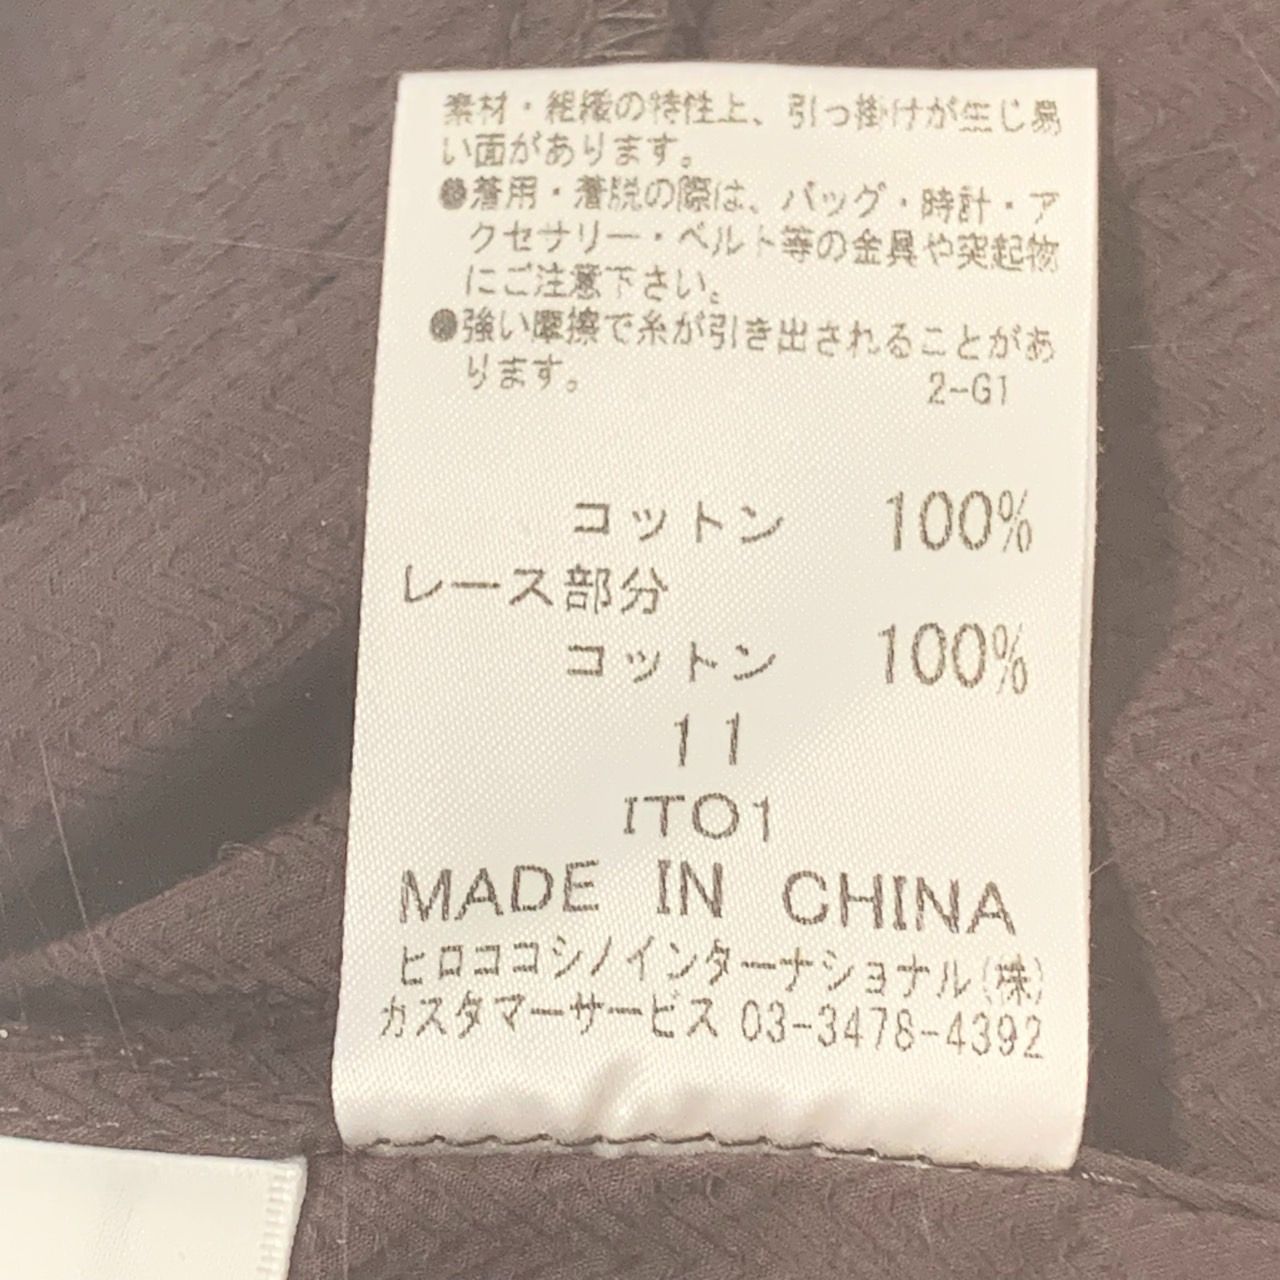 素材・組織の特性上、引っ掛けが生じ易
い面があります。
●着用・着脱の際は、バッグ・時計・ア
クセサリー・ベルト等の金具や突起物
にご注意下さい。
●強い摩擦で糸が引き出されることがあ
ります。
2-G1
コットン 100%
レース部分
コットン 100%
11
IT01
MADE IN CHINA
ヒロココシノインターナショナル(株)
カスタマーサービス 03-3478-4392